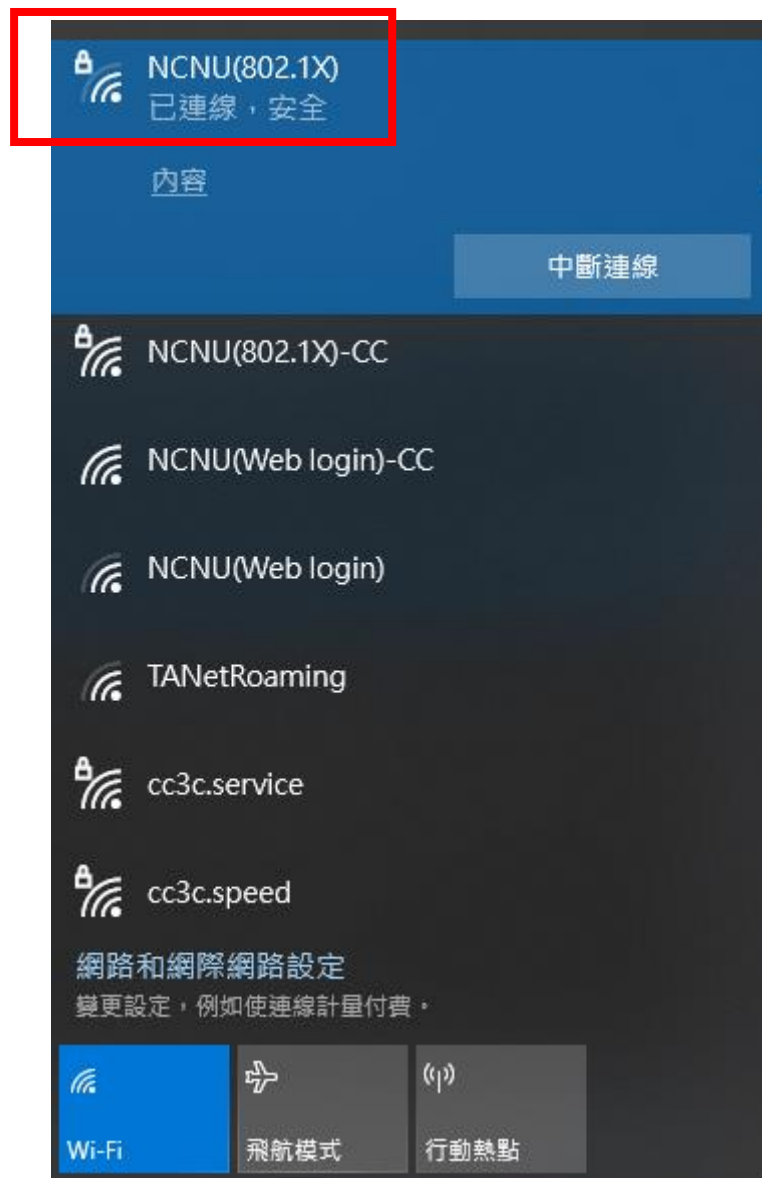 NCNU(802.1X)
已連線，安全
內容
中斷連線
NCNU(802.1X)-CC
NCNU(Web login)-CC
NCNU(Web login)
TANetRoaming
cc3c.service
cc3c.speed
網路和網際網路設定
變更設定，例如使連線計量付費。
Wi-Fi 飛航模式 行動熱點